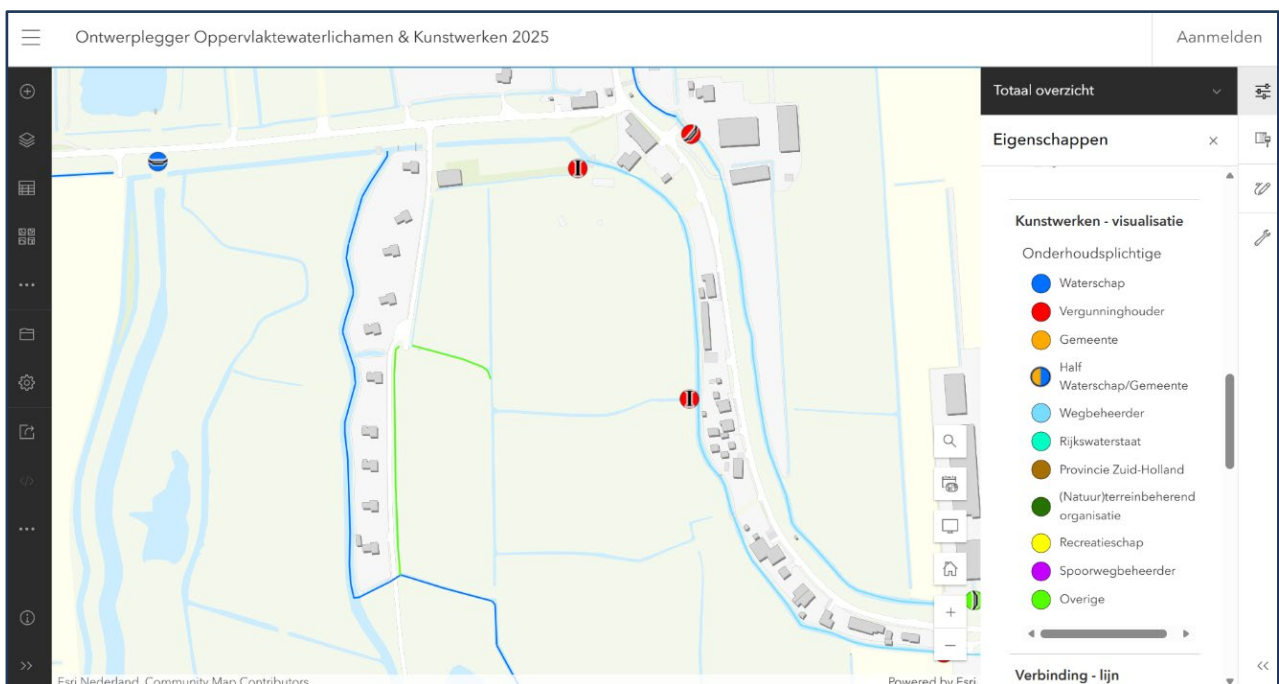 Ontwerplegger Oppervlaktewaterlichamen & Kunstwerken 2025
Aanmelden
Totaal overzicht
Eigenschappen
Kunstwerken - visualisatie
Onderhoudsplichtige
Waterschap
Vergunninghouder
Gemeente
Half
Waterschap/Gemeente
Wegbeheerder
Rijkswaterstaat
Provincie Zuid-Holland
(Natuur)terreinbeherend
organisatie
Recreatieschap
Spoorwegbeheerder
Overige
Verbinding - lijn
Esri Nederland, Community Map Contributors
Powered by Esri